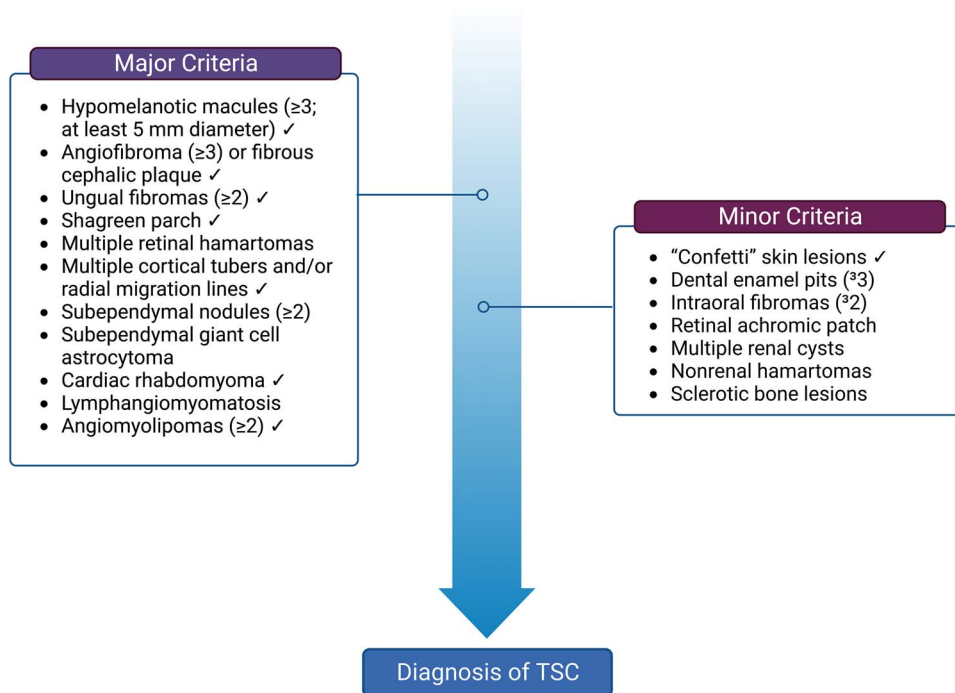 Major Criteria
• Hypomelanotic macules (≥3;
at least 5 mm diameter) ✓
• Angiofibroma (≥3) or fibrous
cephalic plaque ✓
• Ungual fibromas (≥2) ✓
• Shagreen parch ✓
• Multiple retinal hamartomas
• Multiple cortical tubers and/or
radial migration lines ✓
• Subependymal nodules (≥2)
• Subependymal giant cell
astrocytoma
• Cardiac rhabdomyoma ✓
• Lymphangiomyomatosis
• Angiomyolipomas (≥2) ✓
Minor Criteria
• “Confetti” skin lesions ✓
• Dental enamel pits (³3)
• Intraoral fibromas (³2)
• Retinal achromic patch
• Multiple renal cysts
• Nonrenal hamartomas
• Sclerotic bone lesions
Diagnosis of TSC